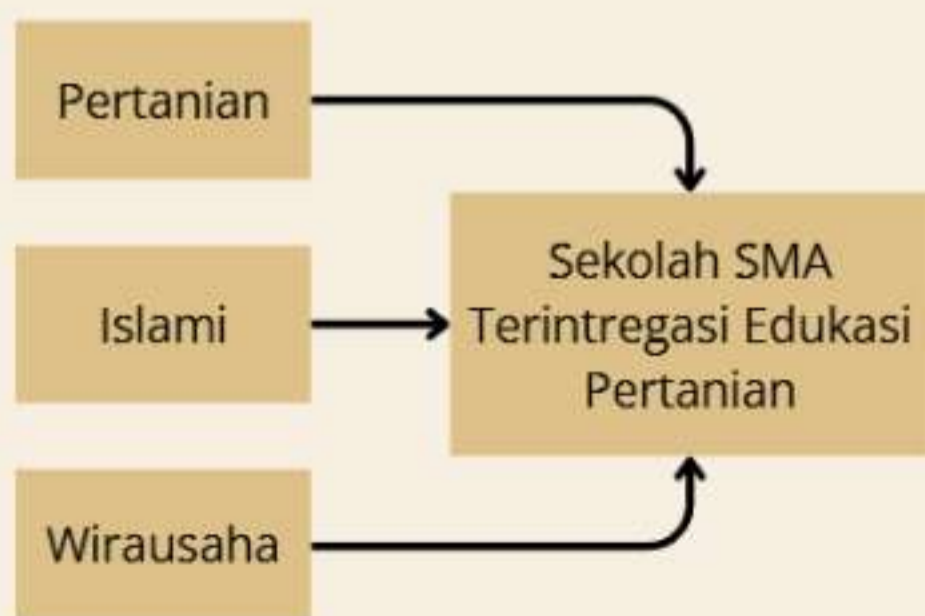 Pertanian
Islami
Wirausaha
Sekolah SMA
Terintregasi Edukasi
Pertanian